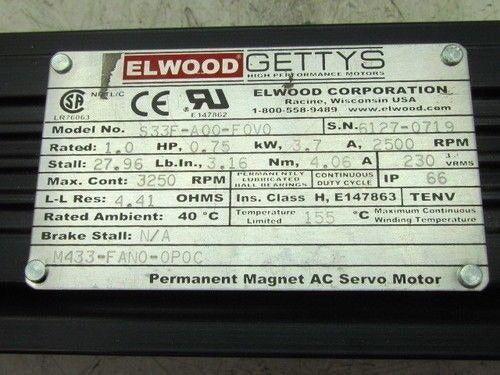 ELWOOD GETTYS
HIGH PERFORMANCE MOTORS
SA NRTL/C CE RU ELWOOD CORPORATION
Racine, Wisconsin USA
LR76063 E147862 1-800-558-9489 www.elwood.com
Model No. S33F-A00-F0V0 S.N. 6127-0719
Rated: 1.0 HP, 0.75 kW, 3.7 A, 2500 RPM
Stall: 27.96 Lb.In., 3.16 Nm, 4.06 A, 230 VRMS
Max. Cont: 3250 RPM PERMANENTLY LUBRICATED BALL BEARINGS CONTINUOUS DUTY CYCLE IP 66
L-L Res: 4.41 OHMS Ins. Class H, E147863 TENV
Rated Ambient: 40 °C Temperature Limited 155 °C Maximum Continuous Winding Temperature
Brake Stall: N/A
M433-FAN0-0P0C
Permanent Magnet AC Servo Motor